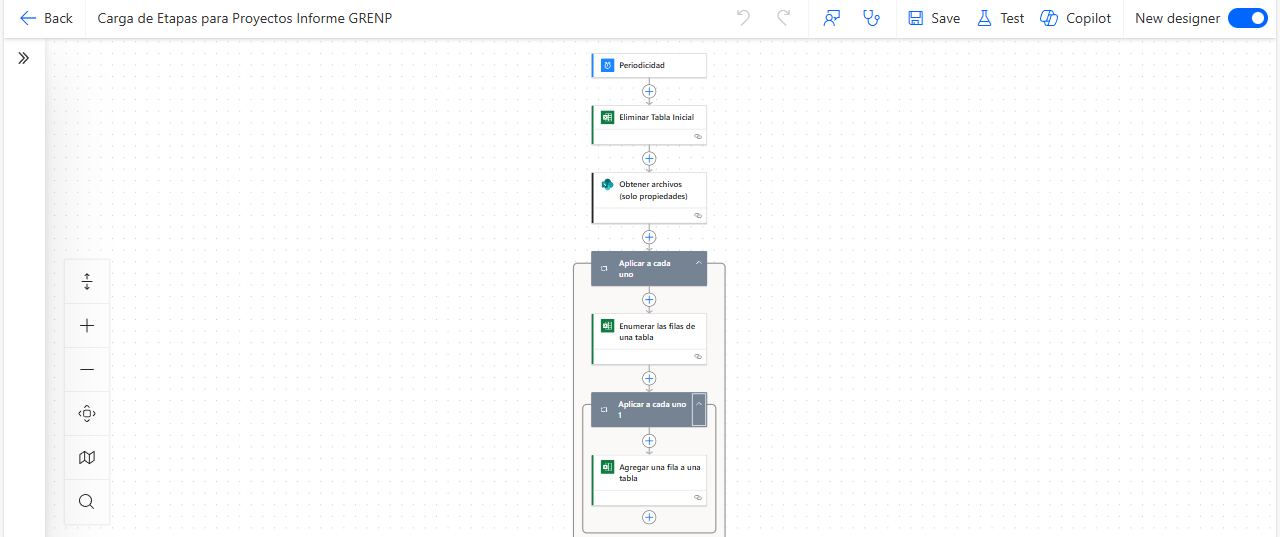 Back
Carga de Etapas para Proyectos Informe GRENP
Save
Test
Copilot
New designer
Periodicidad
Eliminar Tabla Inicial
Obtener archivos
(solo propiedades)
Aplicar a cada
uno
Enumerar las filas de
una tabla
Aplicar a cada uno
1
Agregar una fila a una
tabla